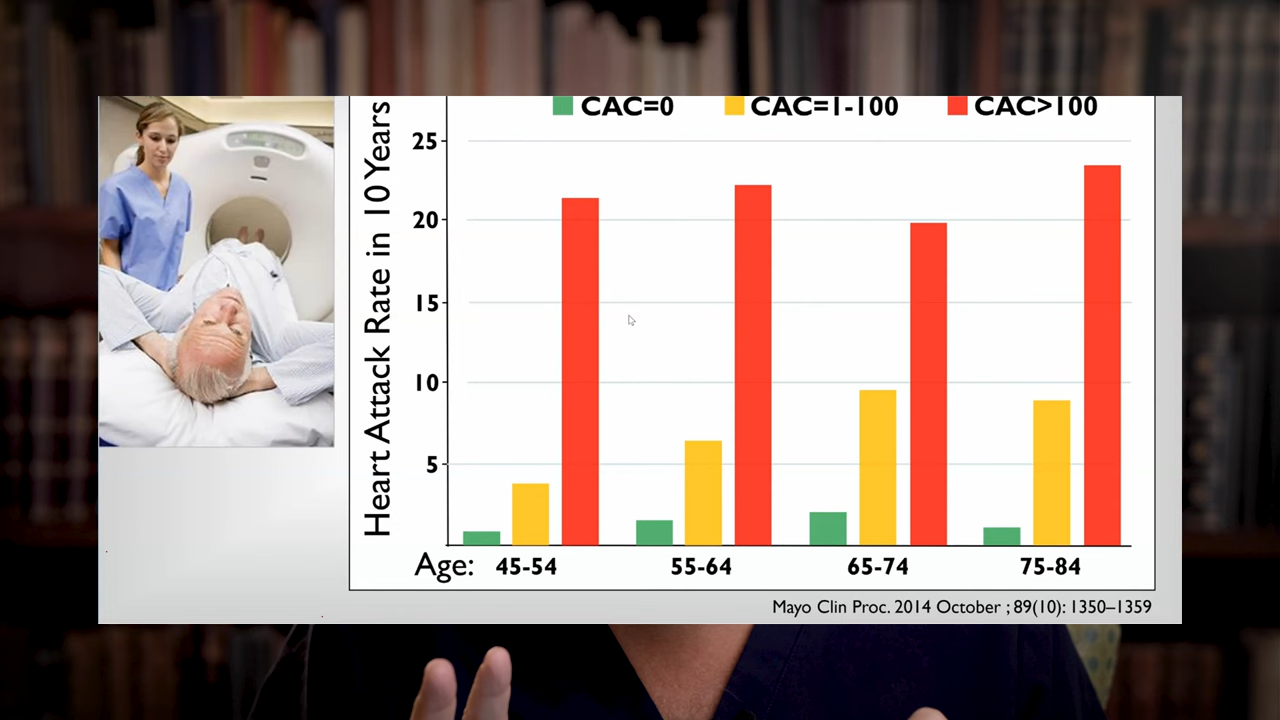 CAC=0 CAC=1-100 CAC>100
Heart Attack Rate in 10 Years
25
20
15
10
5
Age: 45-54 55-64 65-74 75-84
Mayo Clin Proc. 2014 October ; 89(10): 1350–1359